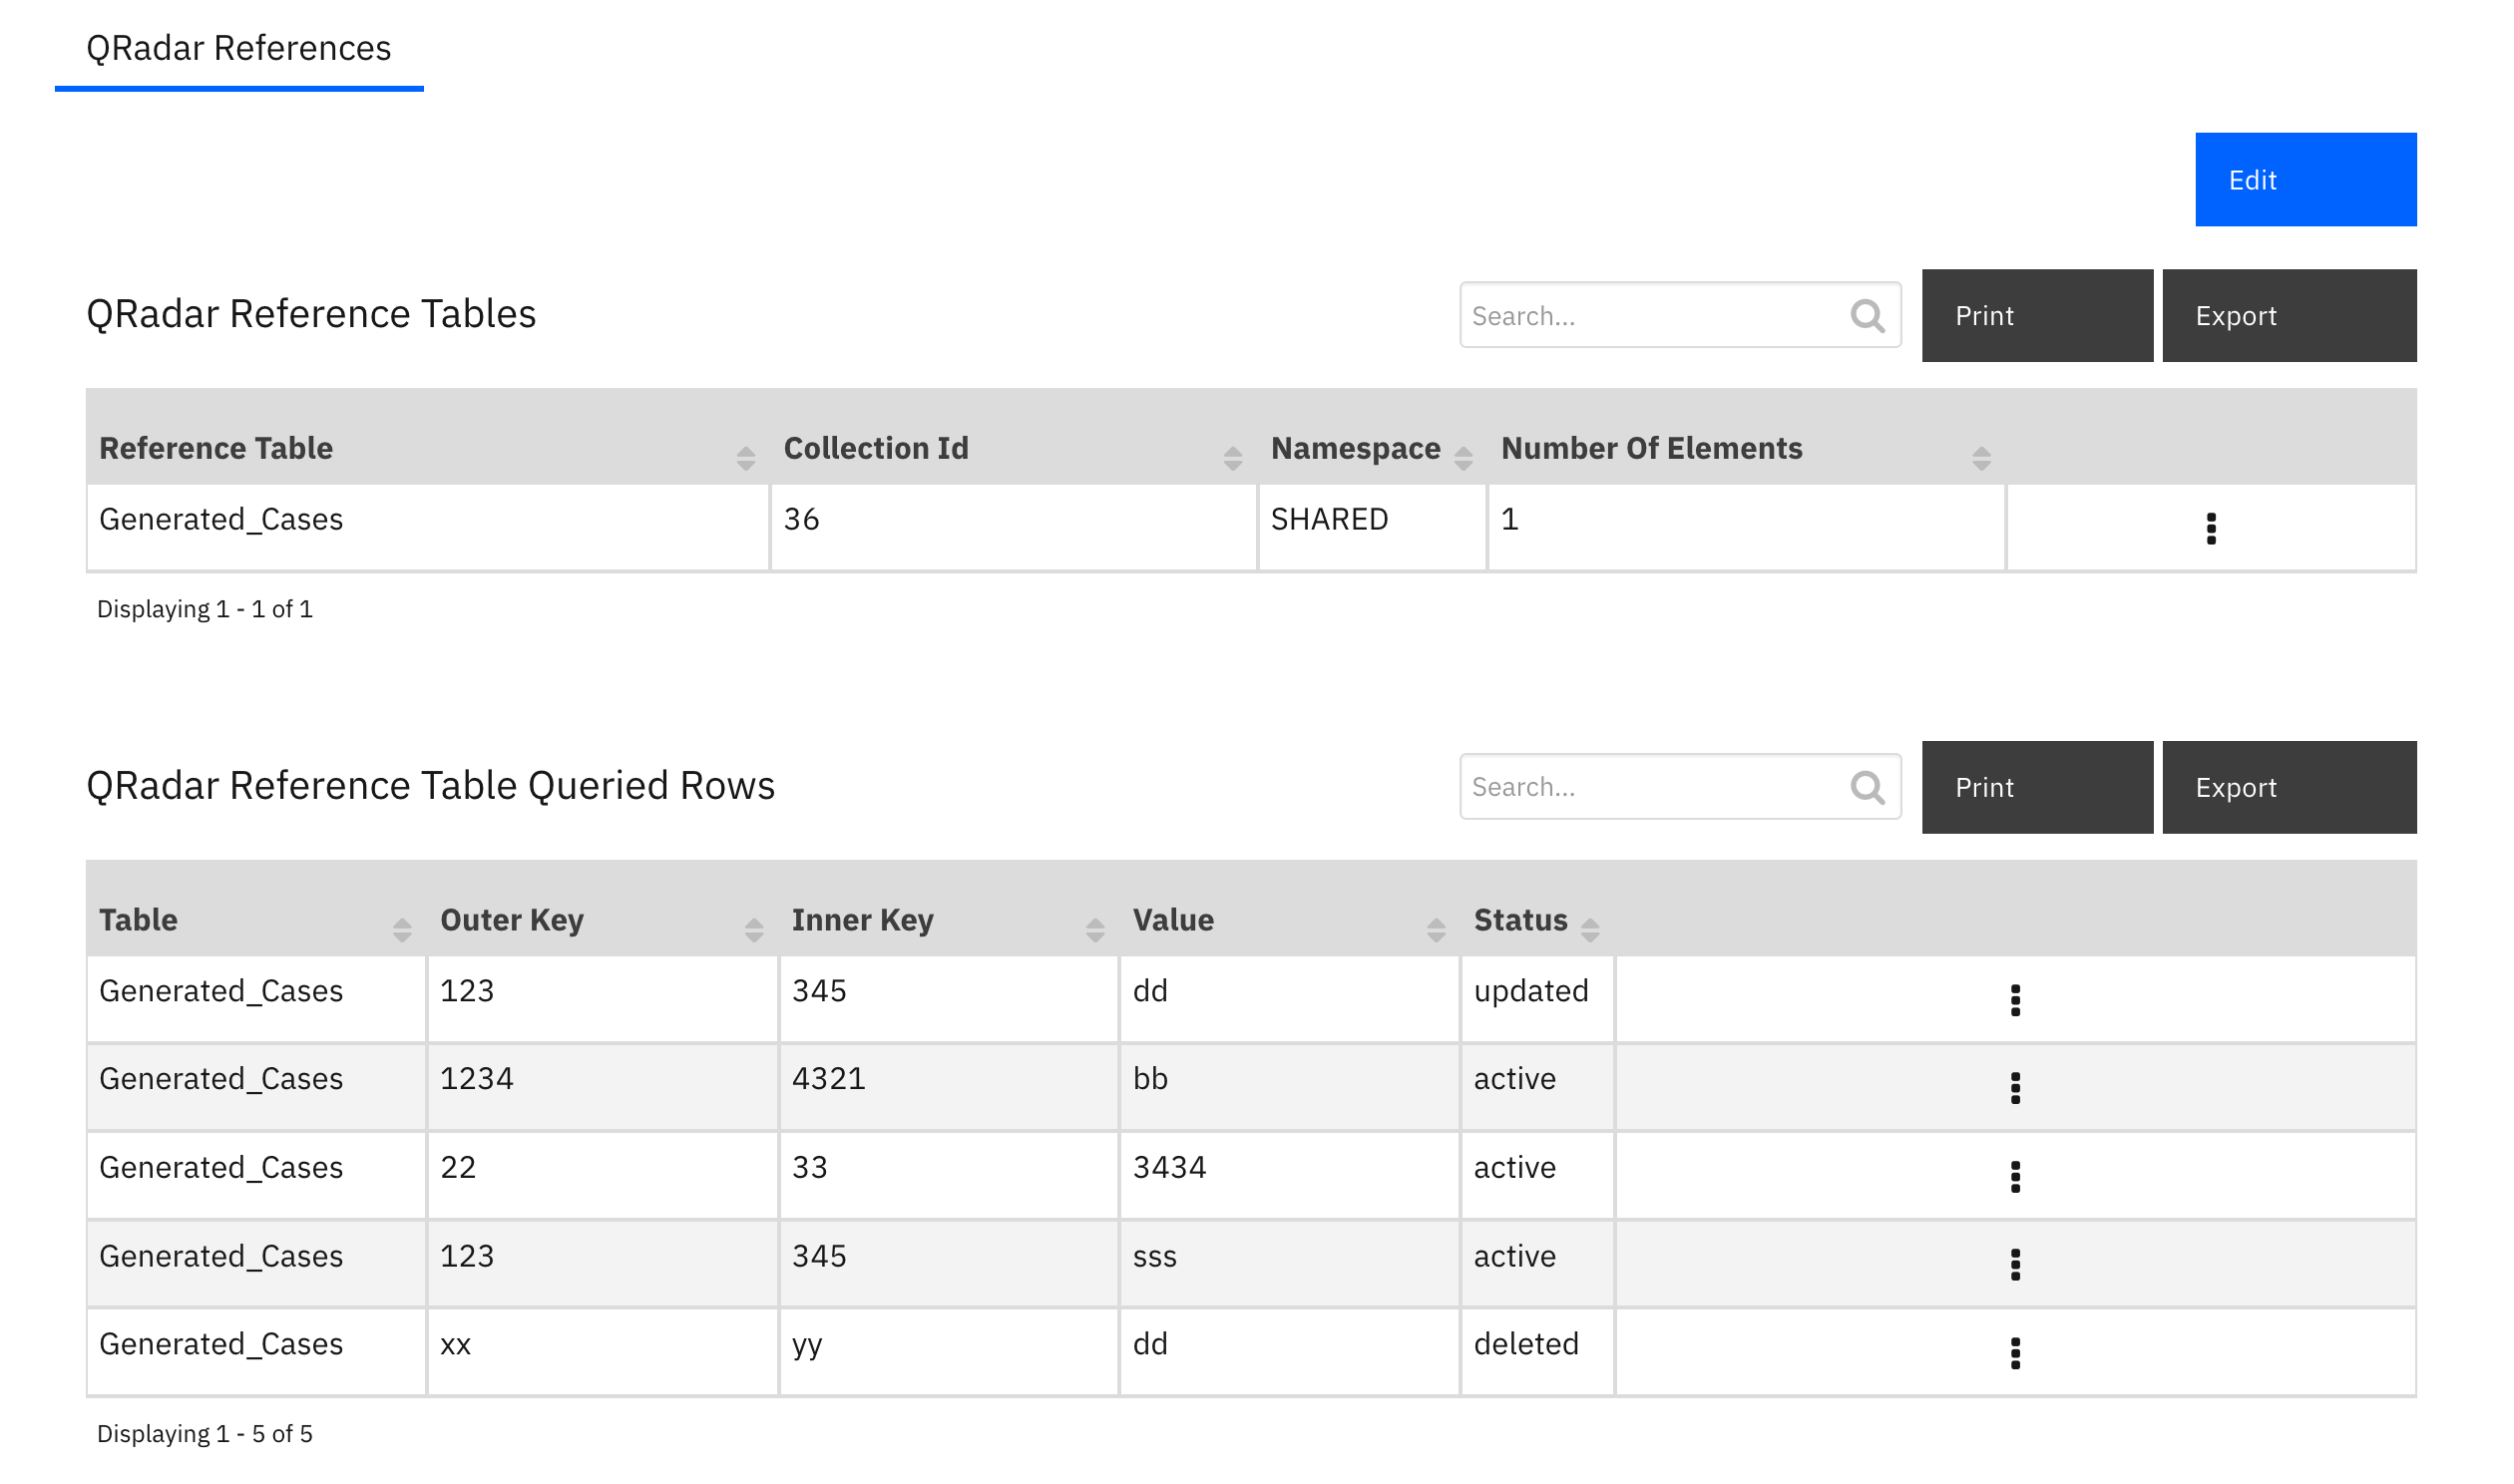 QRadar References
Edit
QRadar Reference Tables
Search...
Print
Export
Reference Table Collection Id Namespace Number Of Elements
Generated_Cases 36 SHARED 1
Displaying 1 - 1 of 1
QRadar Reference Table Queried Rows
Search...
Print
Export
Table Outer Key Inner Key Value Status
Generated_Cases 123 345 dd updated
Generated_Cases 1234 4321 bb active
Generated_Cases 22 33 3434 active
Generated_Cases 123 345 sss active
Generated_Cases xx yy dd deleted
Displaying 1 - 5 of 5